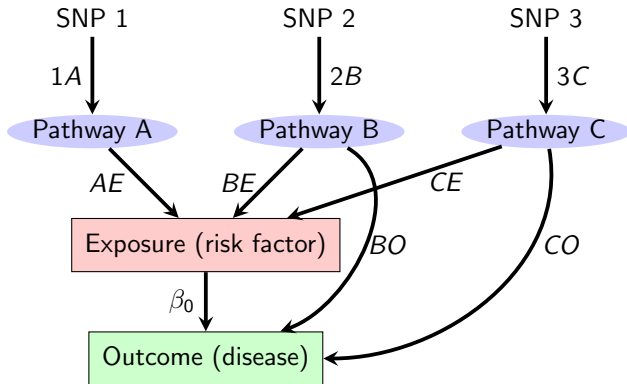 SNP 1 SNP 2 SNP 3
1A 2B 3C
Pathway A Pathway B Pathway C
AE BE CE
Exposure (risk factor)
BO CO
β0
Outcome (disease)